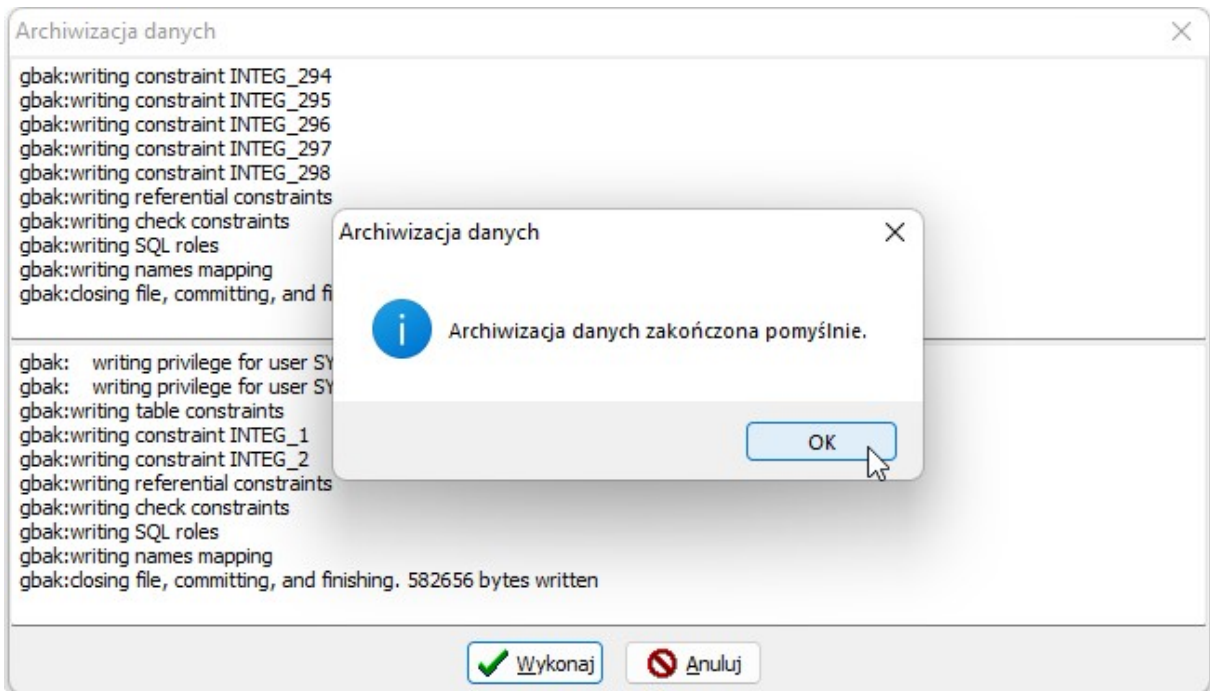 Archiwizacja danych
gbak:writing constraint INTEG_294
gbak:writing constraint INTEG_295
gbak:writing constraint INTEG_296
gbak:writing constraint INTEG_297
gbak:writing constraint INTEG_298
gbak:writing referential constraints
gbak:writing check constraints
gbak:writing SQL roles
gbak:writing names mapping
gbak:closing file, committing, and
Archiwizacja danych
Archiwizacja danych zakończona pomyślnie.
OK
gbak: writing privilege for user
gbak: writing privilege for user
gbak:writing table constraints
gbak:writing constraint INTEG_1
gbak:writing constraint INTEG_2
gbak:writing referential constraints
gbak:writing check constraints
gbak:writing SQL roles
gbak:writing names mapping
gbak:closing file, committing, and finishing. 582656 bytes written
Wykonaj
Anuluj